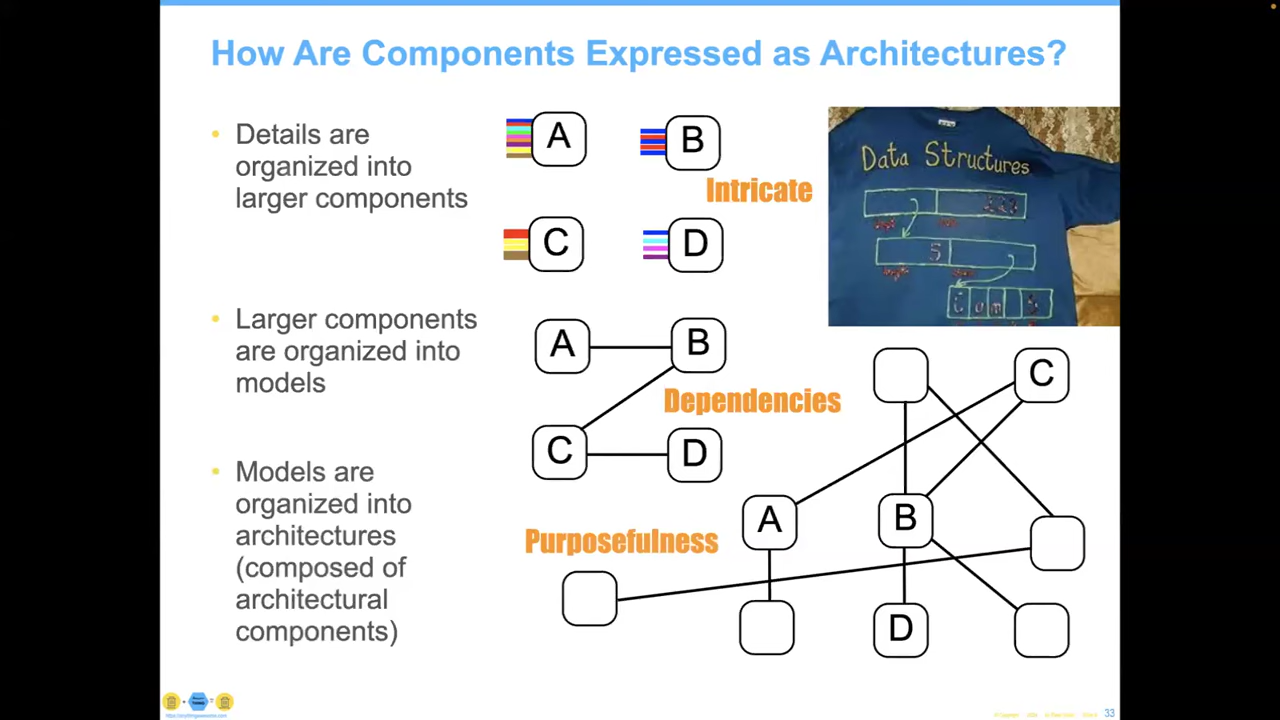 How Are Components Expressed as Architectures?
• Details are
organized into
larger components
A
B
Intricate
C
D
Data Structures
5
• Larger components
are organized into
models
A
B
Dependencies
C
D
C
• Models are
organized into
architectures
(composed of
architectural
components)
Purposefulness
A
B
D
33